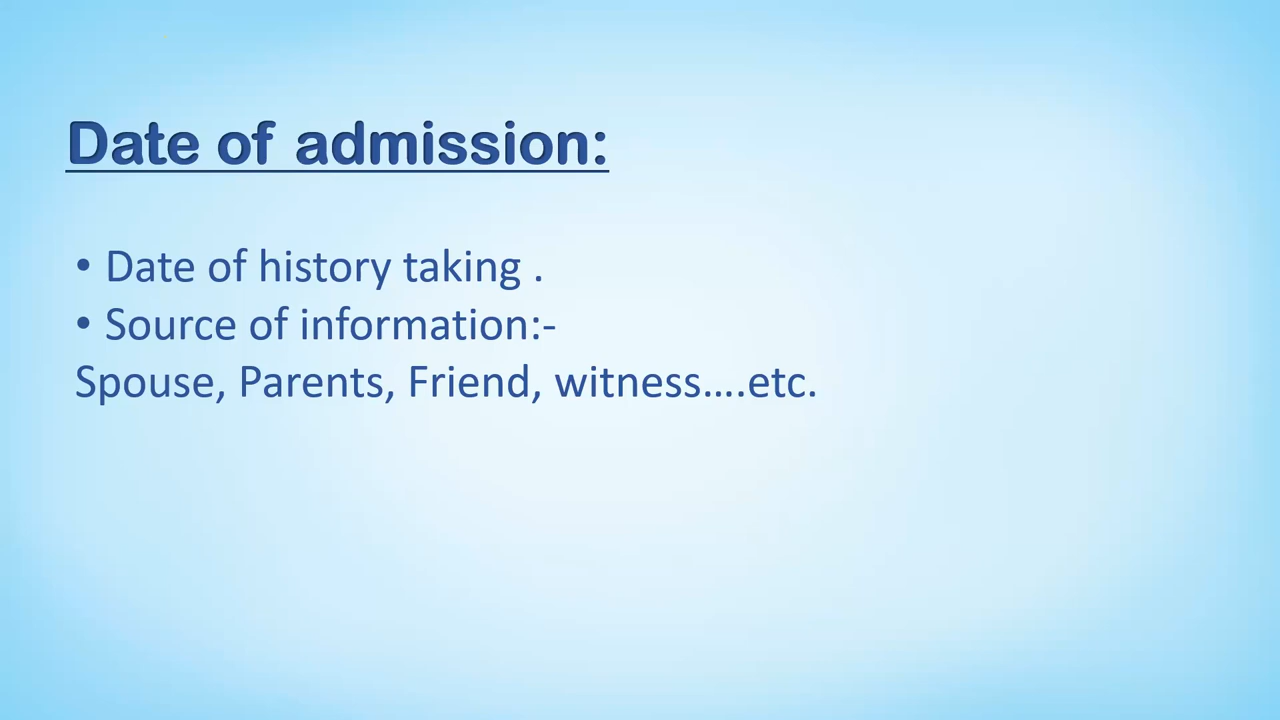 Date of admission:
• Date of history taking .
• Source of information:-
Spouse, Parents, Friend, witness….etc.